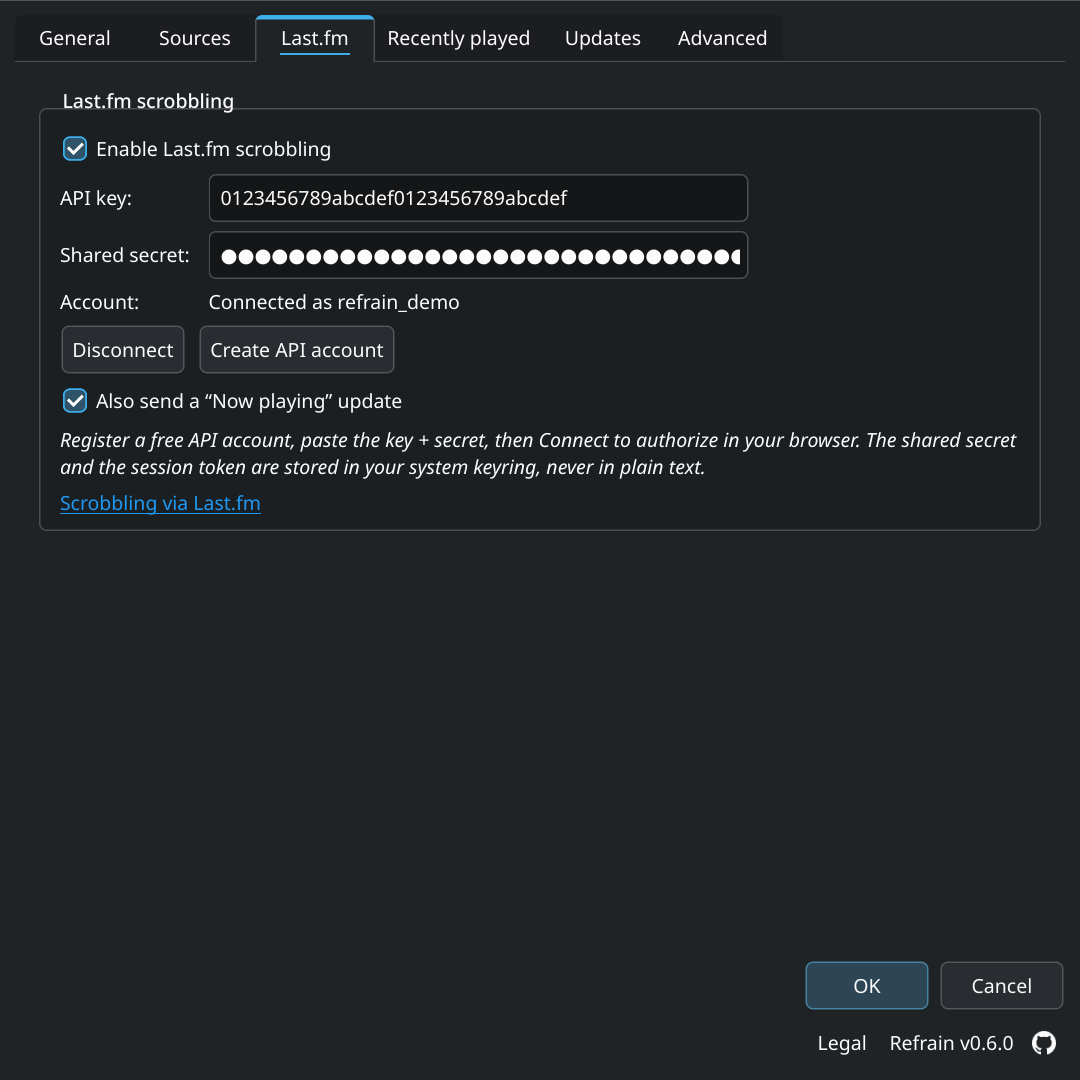 General Sources Last.fm Recently played Updates Advanced
Last.fm scrobbling
Enable Last.fm scrobbling
API key: 0123456789abcdef0123456789abcdef
Shared secret:
Account: Connected as refrain_demo
Disconnect Create API account
Also send a “Now playing” update
Register a free API account, paste the key + secret, then Connect to authorize in your browser. The shared secret
and the session token are stored in your system keyring, never in plain text.
Scrobbling via Last.fm
OK Cancel
Legal Refrain v0.6.0